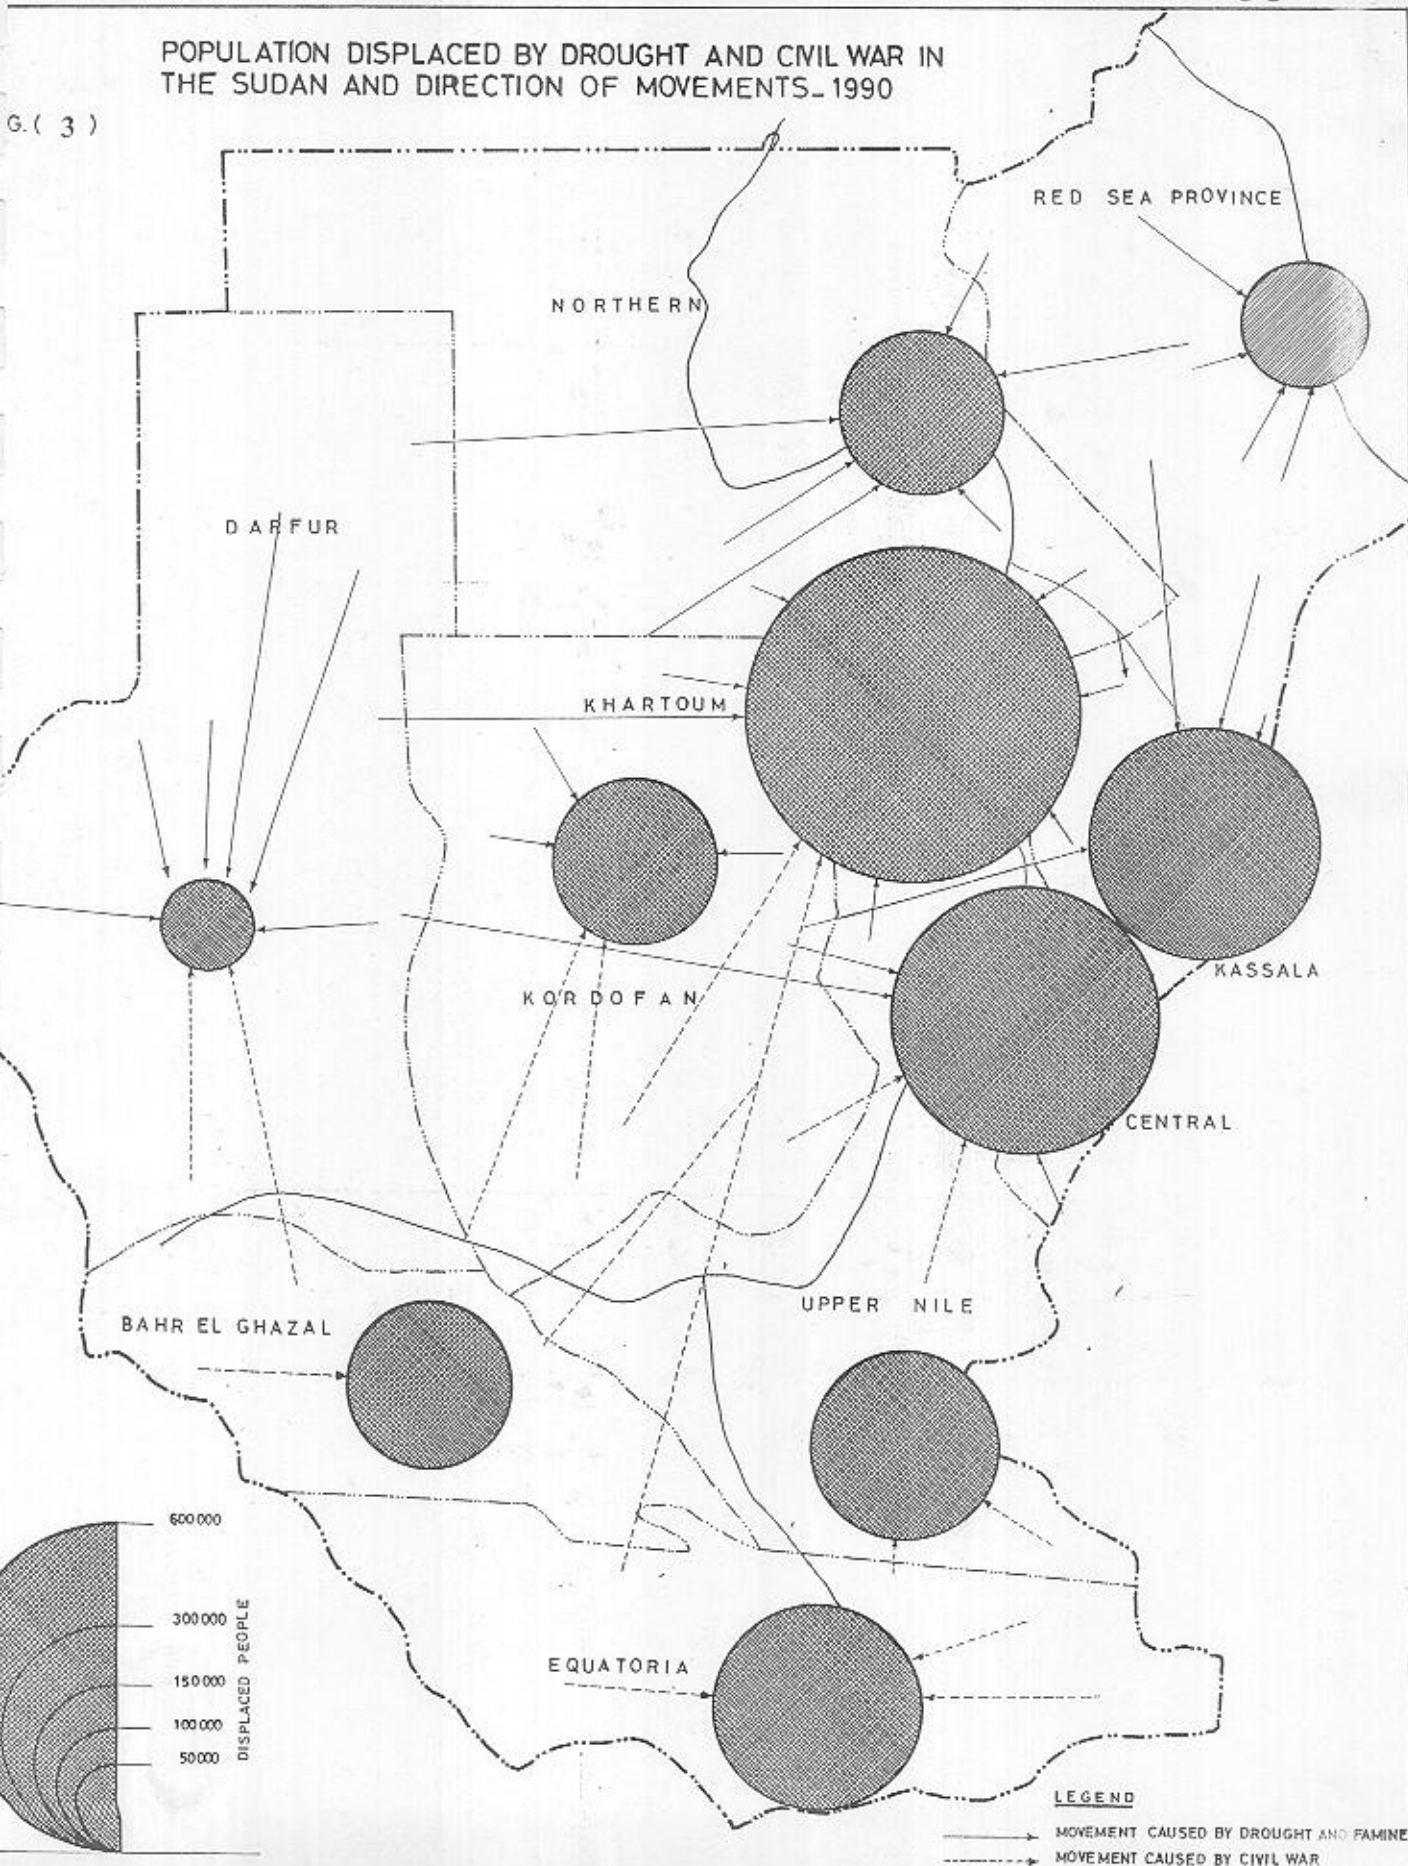 POPULATION DISPLACED BY DROUGHT AND CIVIL WAR IN
THE SUDAN AND DIRECTION OF MOVEMENTS_1990
G. ( 3 )
RED SEA PROVINCE
NORTHERN
DARFUR
KHARTOUM
KASSALA
KORDOFAN
CENTRAL
UPPER NILE
BAHR EL GHAZAL
EQUATORIA
600 000
300 000
150 000
100 000
50 000
DISPLACED PEOPLE
LEGEND
MOVEMENT CAUSED BY DROUGHT AND FAMINE
MOVEMENT CAUSED BY CIVIL WAR